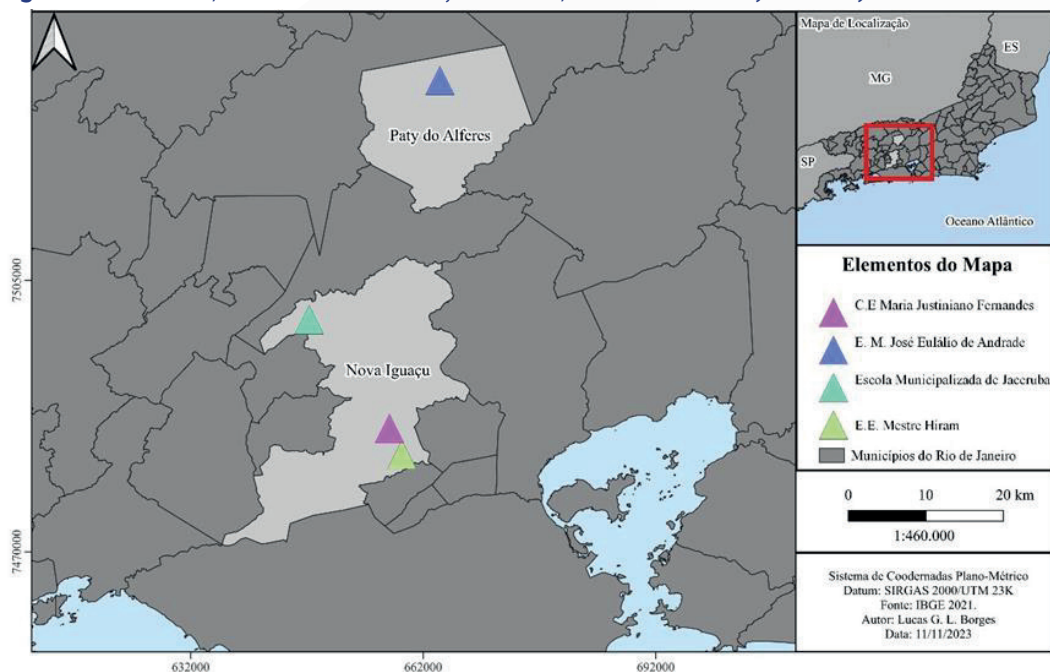 Mapa de Localização
ES
MG
SP
Oceano Atlântico
Paty do Alferes
Nova Iguaçu
7505000
7470000
632000
662000
692000
Elementos do Mapa
C.E Maria Justiniano Fernandes
E. M. José Eulálio de Andrade
Escola Municipalizada de Jaceruba
E.E. Mestre Hiram
Municípios do Rio de Janeiro
0 10 20 km
1:460.000
Sistema de Coodernadas Plano-Métrico
Datum: SIRGAS 2000/UTM 23K
Fonte: IBGE 2021.
Autor: Lucas G. L. Borges
Data: 11/11/2023